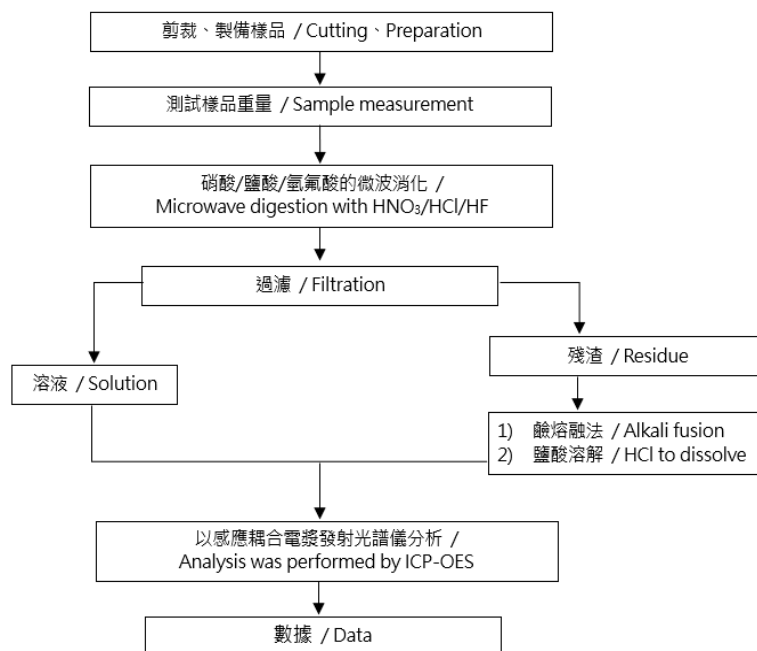 剪裁、製備樣品 / Cutting、Preparation
測試樣品重量 / Sample measurement
硝酸/鹽酸/氫氟酸的微波消化 /
Microwave digestion with HNO₃/HCl/HF
過濾 / Filtration
溶液 / Solution
殘渣 / Residue
1) 鹼熔融法 / Alkali fusion
2) 鹽酸溶解 / HCl to dissolve
以感應耦合電漿發射光譜儀分析 /
Analysis was performed by ICP-OES
數據 / Data